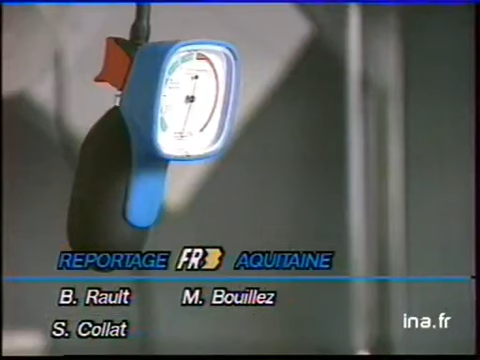 REPORTAGE FR3 AQUITAINE
B. Rault M. Bouillez
S. Collat
ina.fr